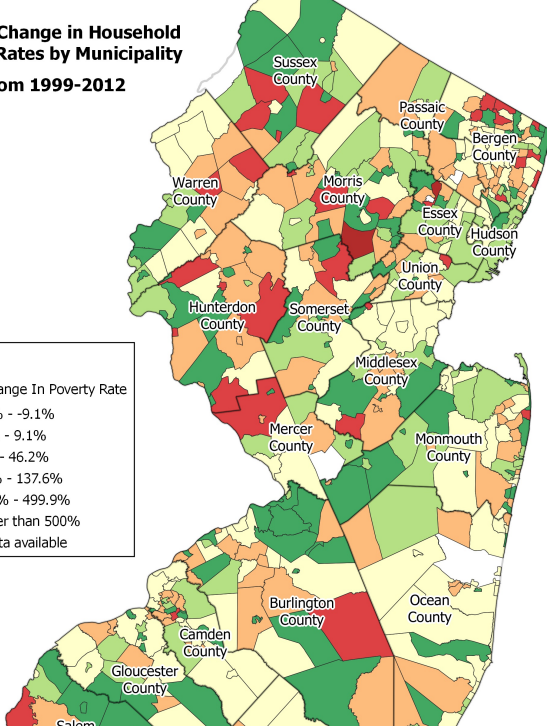 Change in Household
Rates by Municipality
om 1999-2012
Sussex
County
Passaic
County
Bergen
County
Warren
County
Morris
County
Essex
County
Hudson
County
Union
County
Hunterdon
County
Somerset
County
Middlesex
County
ange In Poverty Rate
% - -9.1%
- 9.1%
- 46.2%
% - 137.6%
% - 499.9%
er than 500%
ta available
Mercer
County
Monmouth
County
Burlington
County
Ocean
County
Camden
County
Gloucester
County
Salem